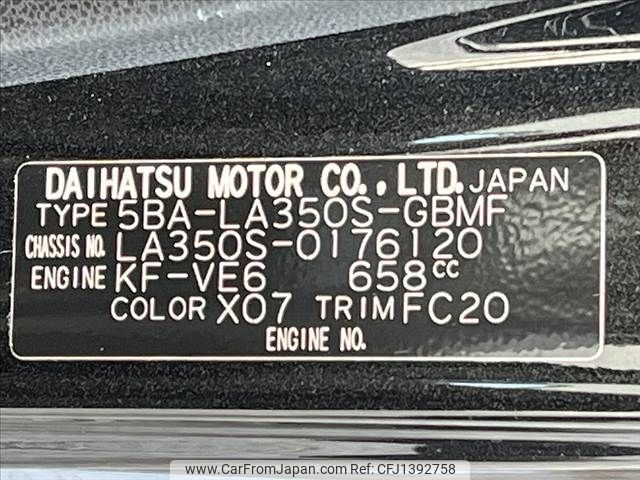 DAIHATSU MOTOR CO., LTD. JAPAN
TYPE 5BA-LA350S-GBMF
CHASSIS NO. LA350S-0176120
ENGINE KF-VE6 658CC
COLOR X07 TRIM FC20
ENGINE NO.
www.CarFromJapan.com - CFJ1392758